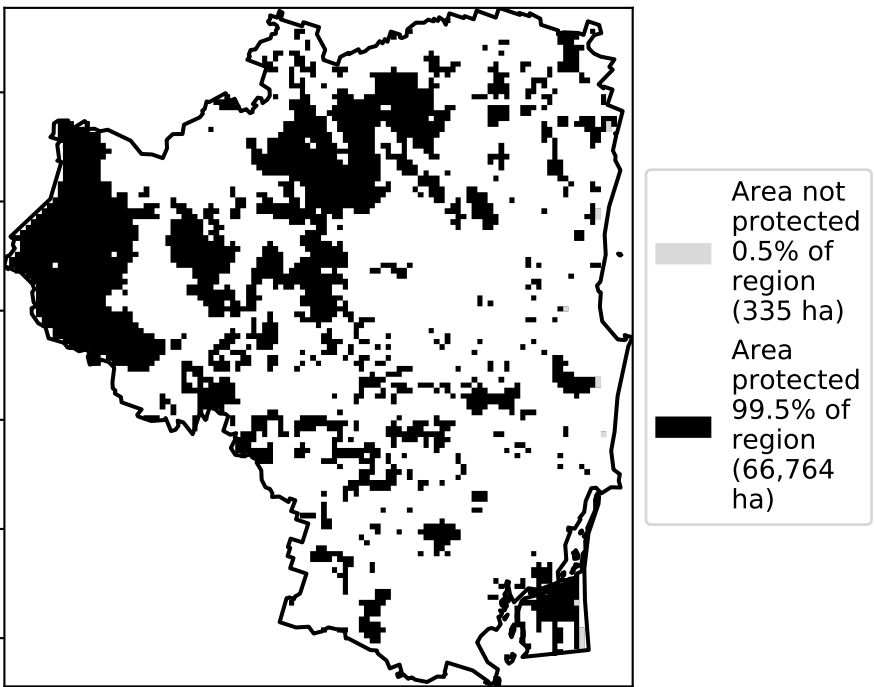 Area not
protected
0.5% of
region
(335 ha)
Area
protected
99.5% of
region
(66,764
ha)